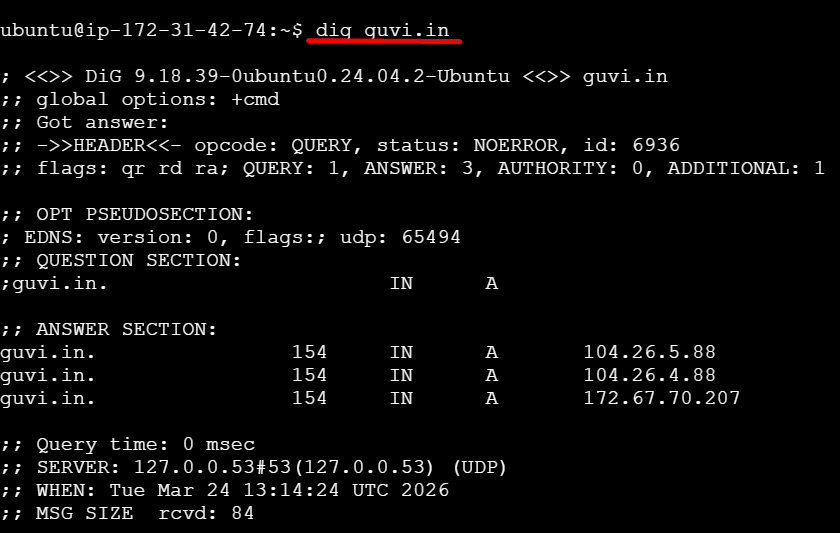 ubuntu@ip-172-31-42-74:~$ dig guvi.in
; <<>> DiG 9.18.39-0ubuntu0.24.04.2-Ubuntu <<>> guvi.in
;; global options: +cmd
;; Got answer:
;; ->>HEADER<<- opcode: QUERY, status: NOERROR, id: 6936
;; flags: qr rd ra; QUERY: 1, ANSWER: 3, AUTHORITY: 0, ADDITIONAL: 1
;; OPT PSEUDOSECTION:
; EDNS: version: 0, flags:; udp: 65494
;; QUESTION SECTION:
;guvi.in. IN A
;; ANSWER SECTION:
guvi.in. 154 IN A 104.26.5.88
guvi.in. 154 IN A 104.26.4.88
guvi.in. 154 IN A 172.67.70.207
;; Query time: 0 msec
;; SERVER: 127.0.0.53#53(127.0.0.53) (UDP)
;; WHEN: Tue Mar 24 13:14:24 UTC 2026
;; MSG SIZE rcvd: 84